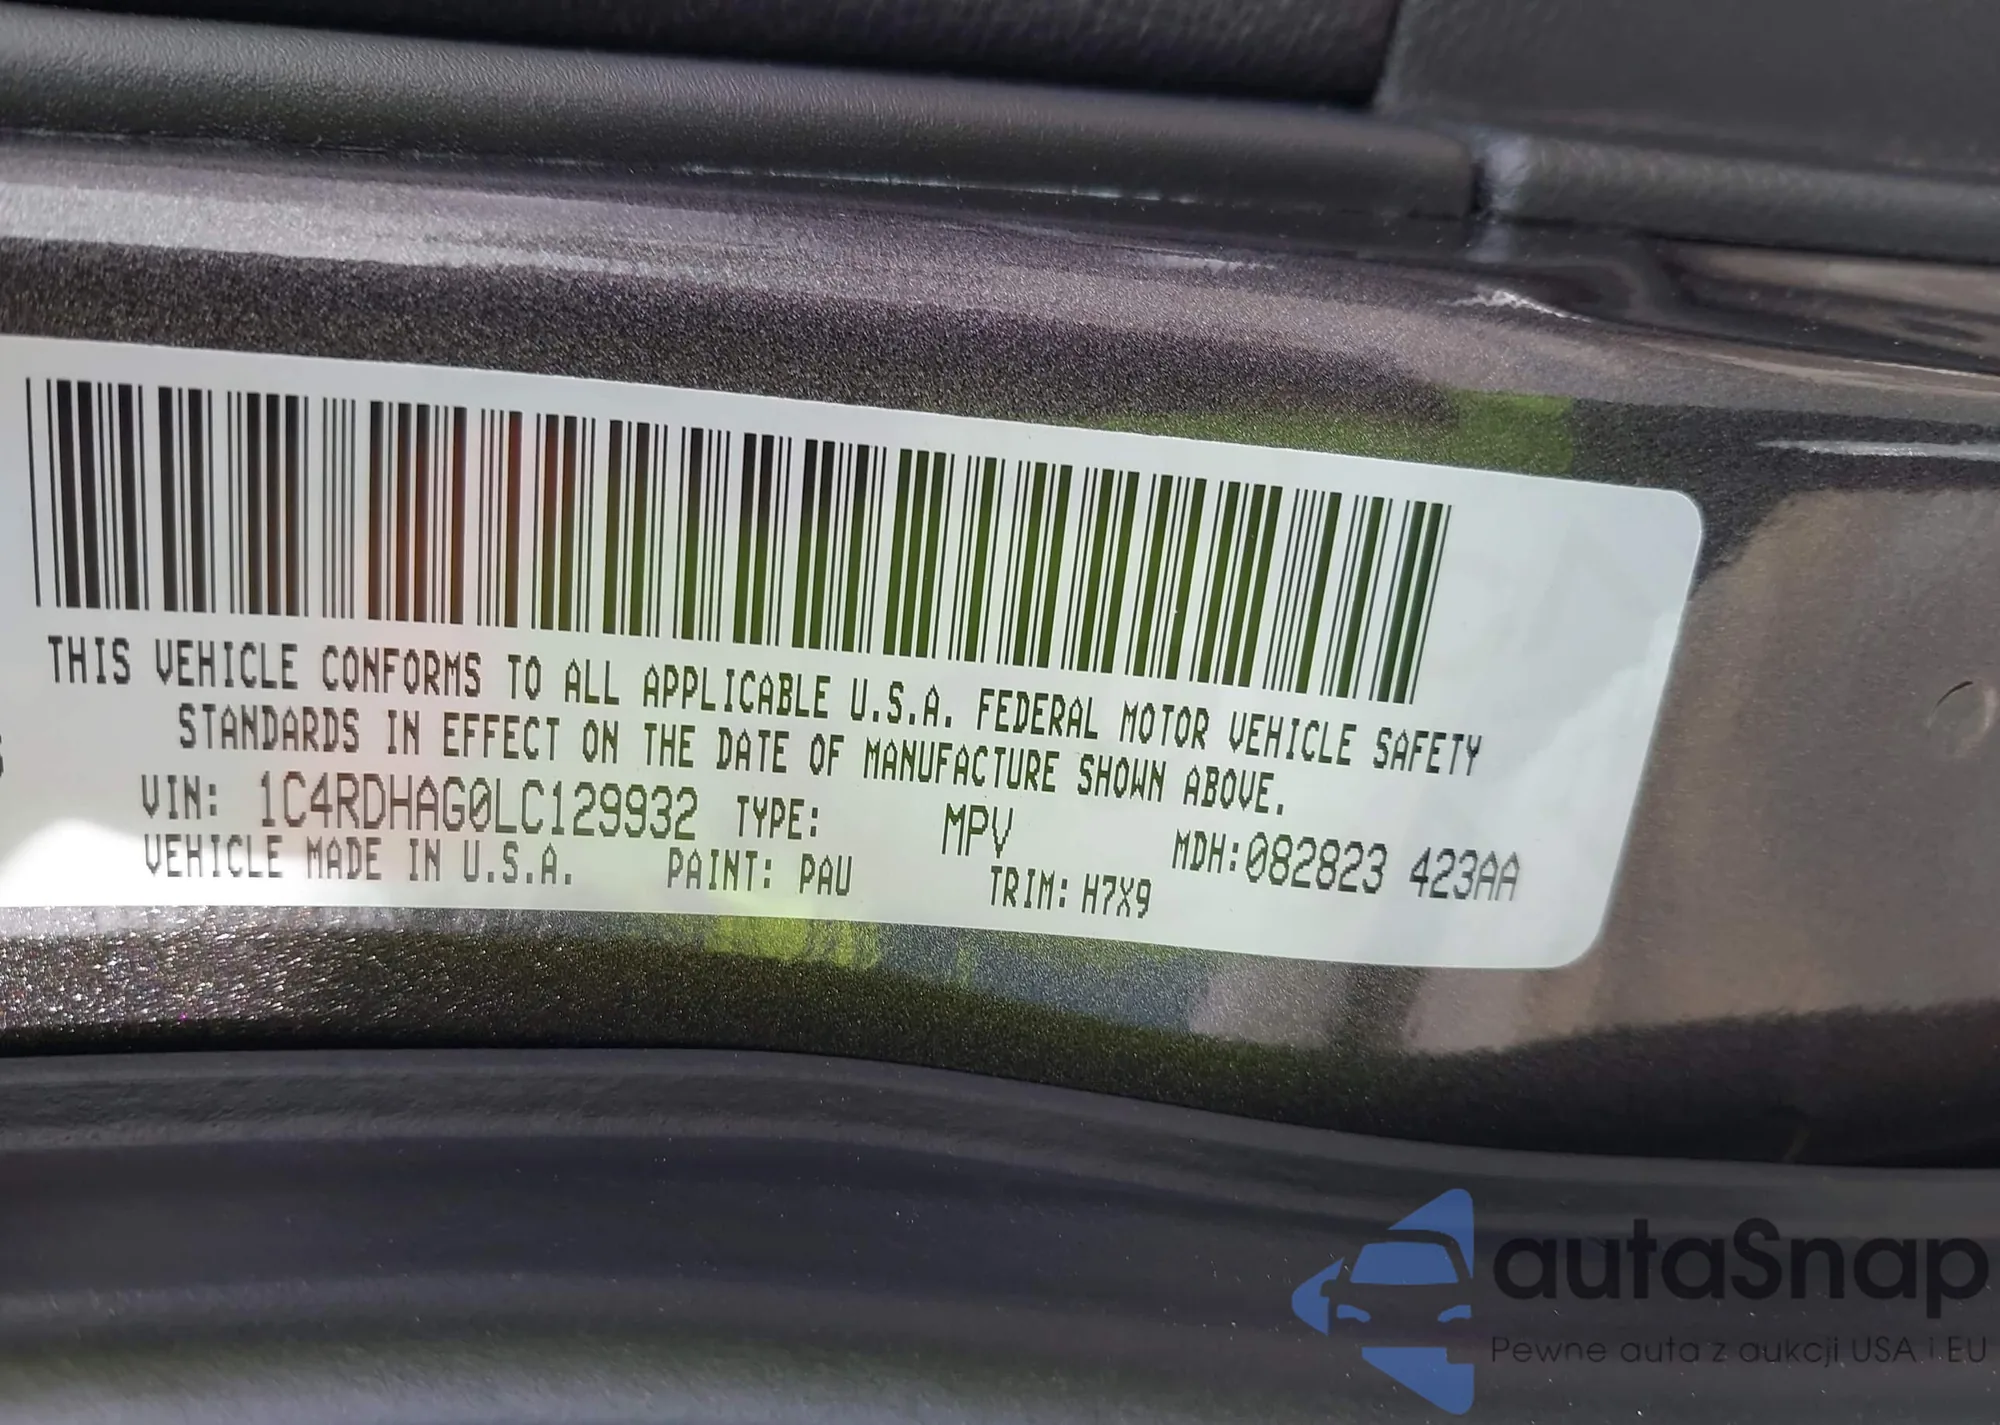 THIS VEHICLE CONFORMS TO ALL APPLICABLE U.S.A. FEDERAL MOTOR VEHICLE SAFETY
STANDARDS IN EFFECT ON THE DATE OF MANUFACTURE SHOWN ABOVE.
VIN: 1C4RDHAG0LC129932 TYPE: MPV MDH:082823 423AA
VEHICLE MADE IN U.S.A. PAINT: PAU TRIM: H7X9
autaSnap
Pewne auta z aukcji USA i EU